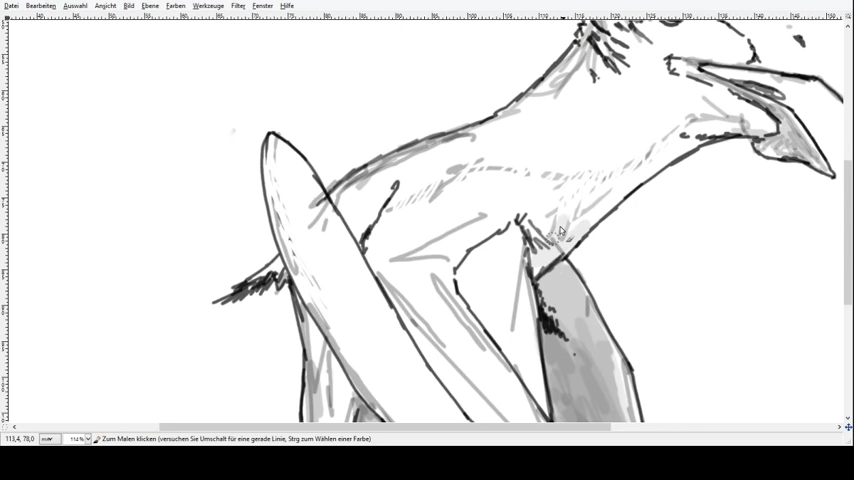 Datei Bearbeiten Auswahl Ansicht Bild Ebene Farben Werkzeuge Filter Fenster Hilfe
113,4, 78,0 mm 114% Zum Malen klicken (versuchen Sie Umschalt für eine gerade Linie, Strg zum Wählen einer Farbe)